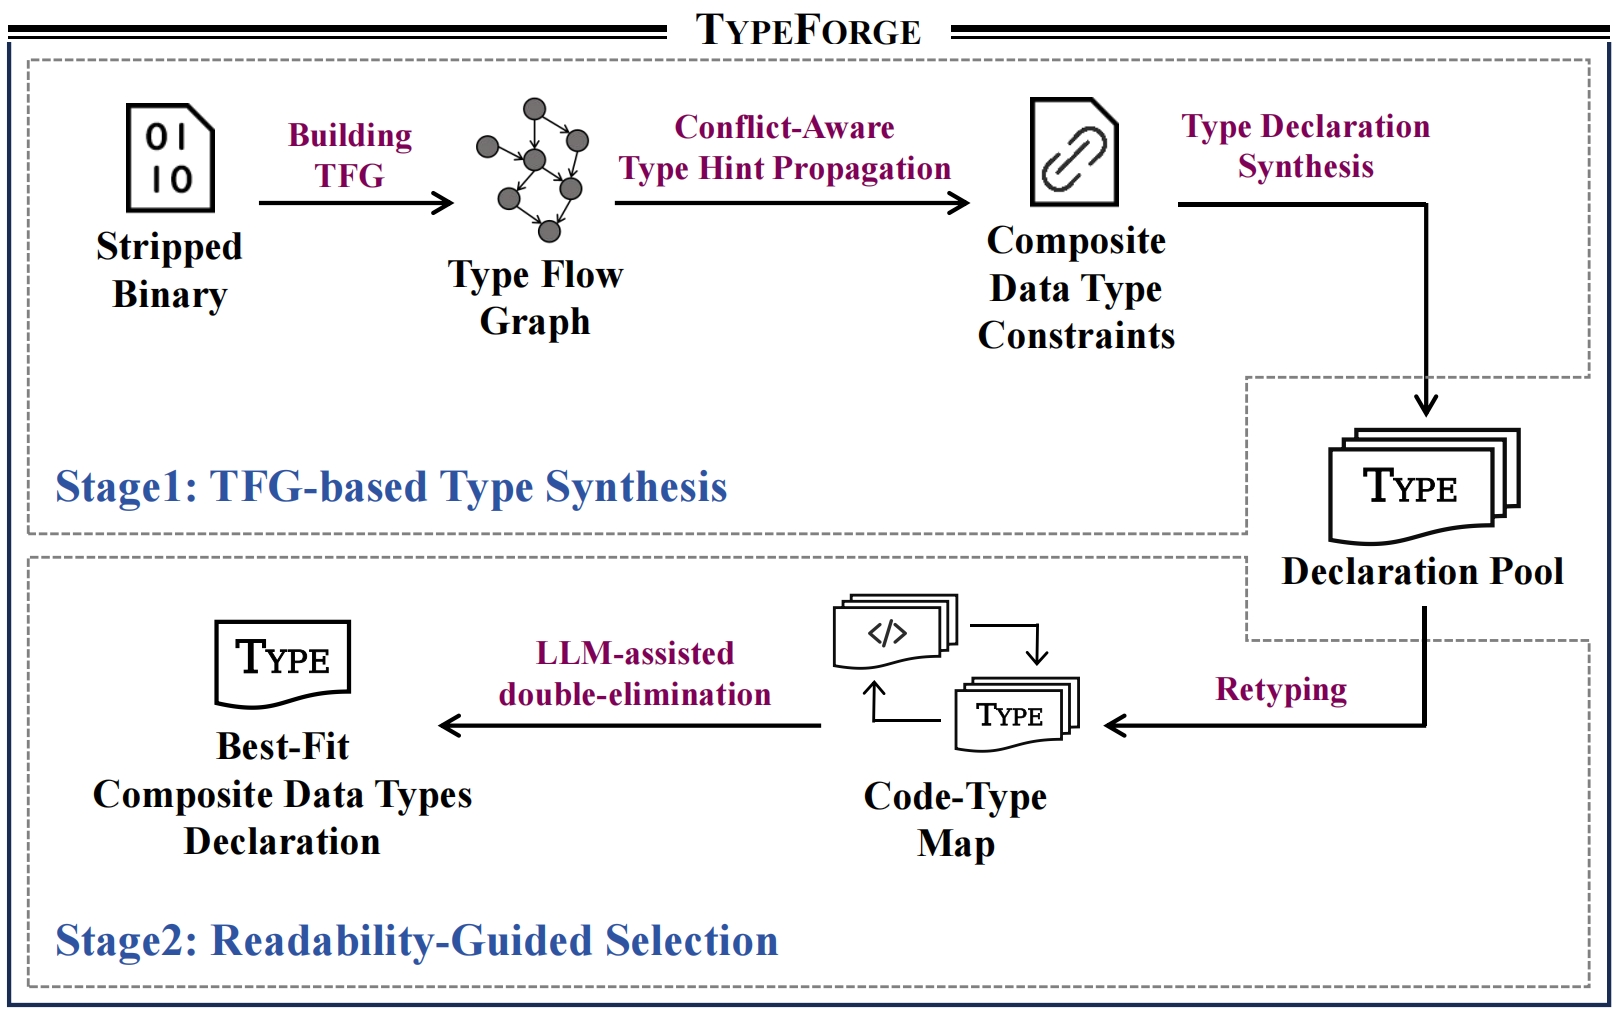 TYPEFORGE
01
10
Stripped
Binary
Building
TFG
Type Flow
Graph
Conflict-Aware
Type Hint Propagation
Composite
Data Type
Constraints
Type Declaration
Synthesis
TYPE
Declaration Pool
Stage1: TFG-based Type Synthesis
Retyping
</>
TYPE
Code-Type
Map
LLM-assisted
double-elimination
TYPE
Best-Fit
Composite Data Types
Declaration
Stage2: Readability-Guided Selection